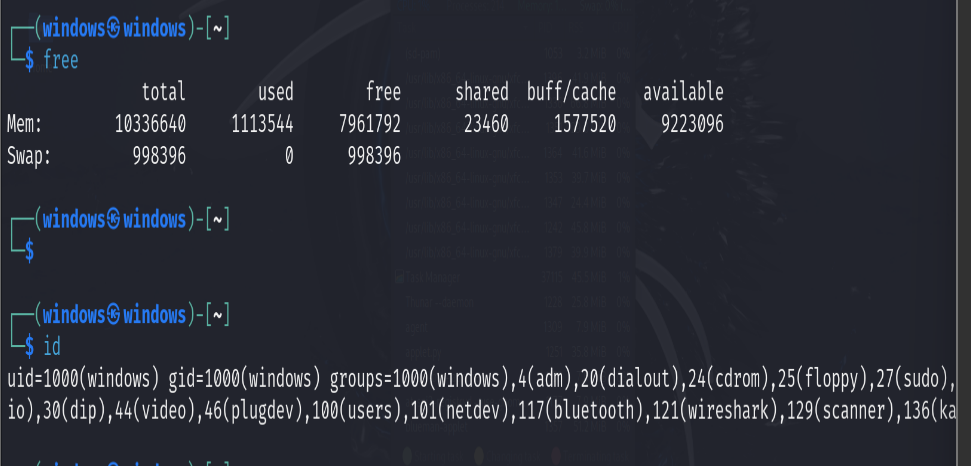 ┌──(windows㉿windows)-[~]
└─$ free
total used free shared buff/cache available
Mem: 10336640 1113544 7961792 23460 1577520 9223096
Swap: 998396 0 998396
┌──(windows㉿windows)-[~]
└─$
┌──(windows㉿windows)-[~]
└─$ id
uid=1000(windows) gid=1000(windows) groups=1000(windows),4(adm),20(dialout),24(cdrom),25(floppy),27(sudo),
io),30(dip),44(video),46(plugdev),100(users),101(netdev),117(bluetooth),121(wireshark),129(scanner),136(ka